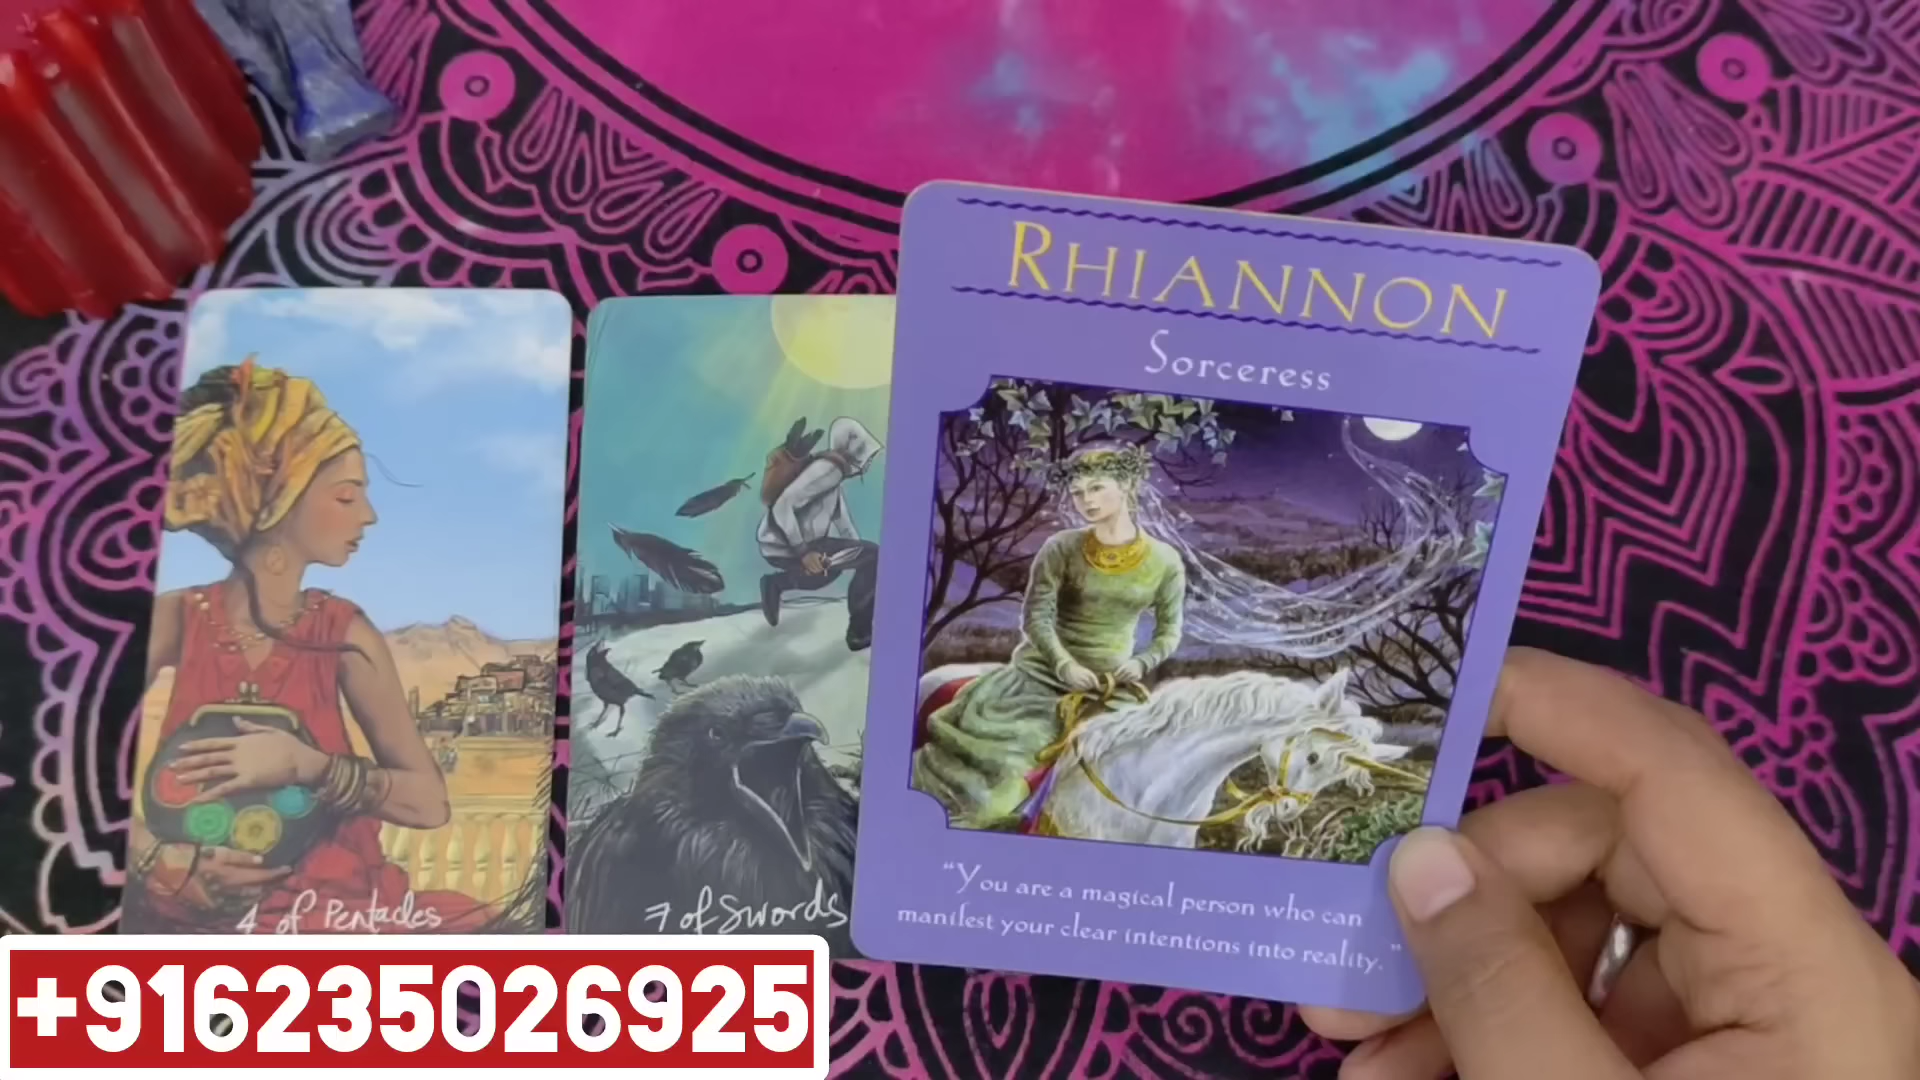 RHIANNON
Sorceress
“You are a magical person who can
manifest your clear intentions into reality.”
4 of Pentacles
7 of Swords
+916235026925